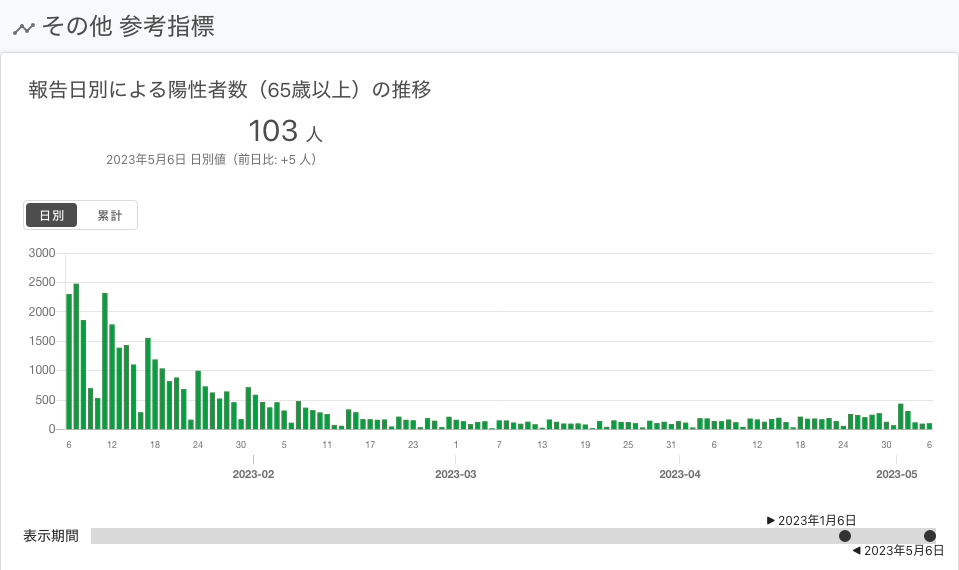 その他 参考指標
報告日別による陽性者数（65歳以上）の推移
103 人
2023年5月6日 日別値（前日比: +5 人）
日別 累計
3000
2500
2000
1500
1000
500
0
6 12 18 24 30 5 11 17 23 1 7 13 19 25 31 6 12 18 24 30 6
2023-02 2023-03 2023-04 2023-05
▶ 2023年1月6日
表示期間
◀ 2023年5月6日